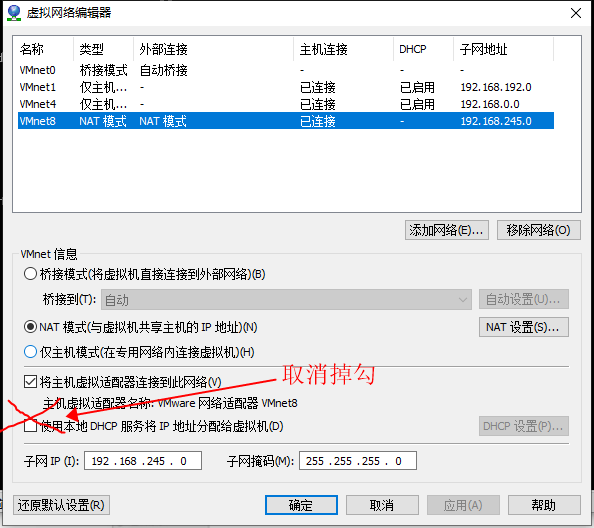 虚拟网络编辑器
名称 类型 外部连接 主机连接 DHCP 子网地址
VMnet0 桥接模式 自动桥接 - - -
VMnet1 仅主机... - 已连接 已启用 192.168.192.0
VMnet4 仅主机... - 已连接 已启用 192.168.0.0
VMnet8 NAT 模式 NAT 模式 已连接 - 192.168.245.0
添加网络(E)... 移除网络(O)
VMnet 信息
桥接模式(将虚拟机直接连接到外部网络)(B)
桥接到(T): 自动 自动设置(U)...
NAT 模式(与虚拟机共享主机的 IP 地址)(N) NAT 设置(S)...
仅主机模式(在专用网络内连接虚拟机)(H)
取消掉勾
将主机虚拟适配器连接到此网络(V)
主机虚拟适配器名称: VMware 网络适配器 VMnet8
使用本地 DHCP 服务将 IP 地址分配给虚拟机(D) DHCP 设置(P)...
子网 IP (I): 192 .168 .245 . 0 子网掩码(M): 255 .255 .255 . 0
还原默认设置(R) 确定 取消 应用(A) 帮助